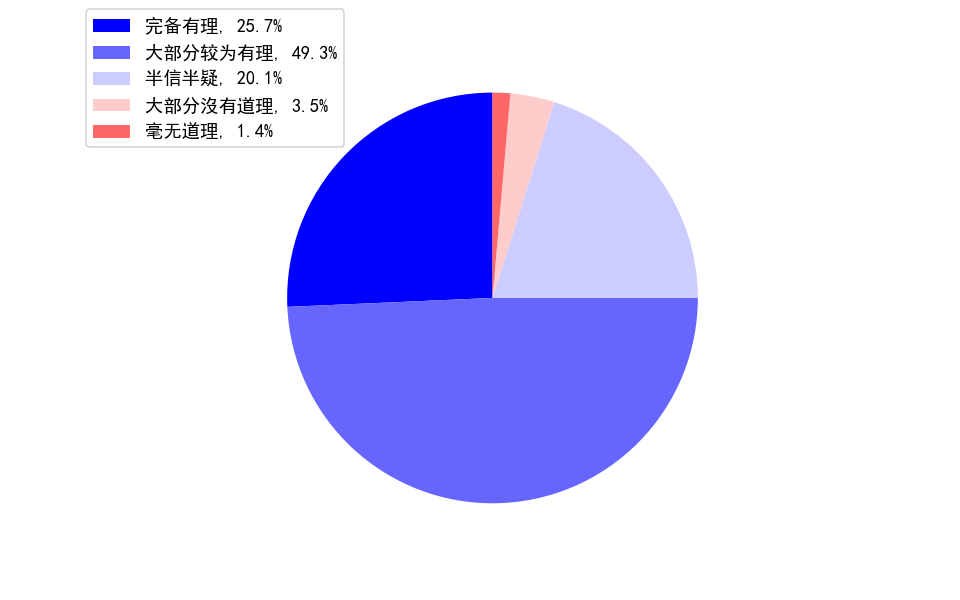 完备有理, 25.7%
大部分较为有理, 49.3%
半信半疑, 20.1%
大部分沒有道理, 3.5%
毫无道理, 1.4%